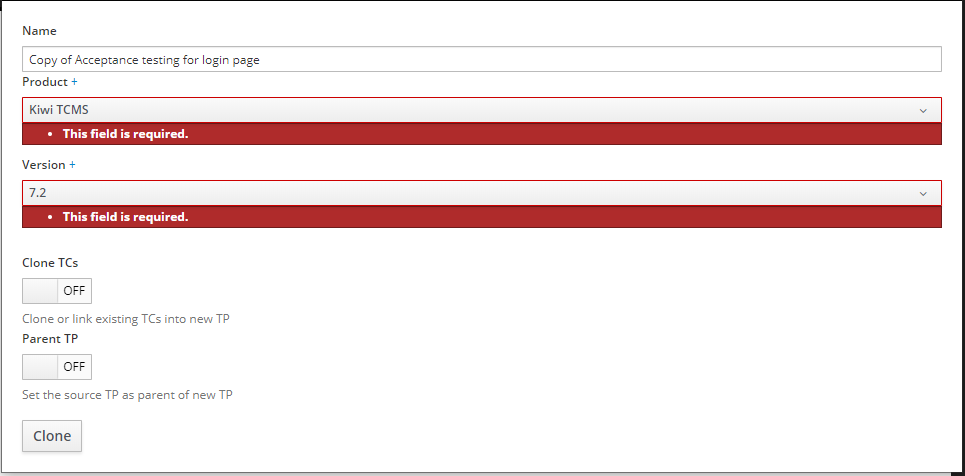 Name
Copy of Acceptance testing for login page
Product +
Kiwi TCMS
• This field is required.
Version +
7.2
• This field is required.
Clone TCs
OFF
Clone or link existing TCs into new TP
Parent TP
OFF
Set the source TP as parent of new TP
Clone